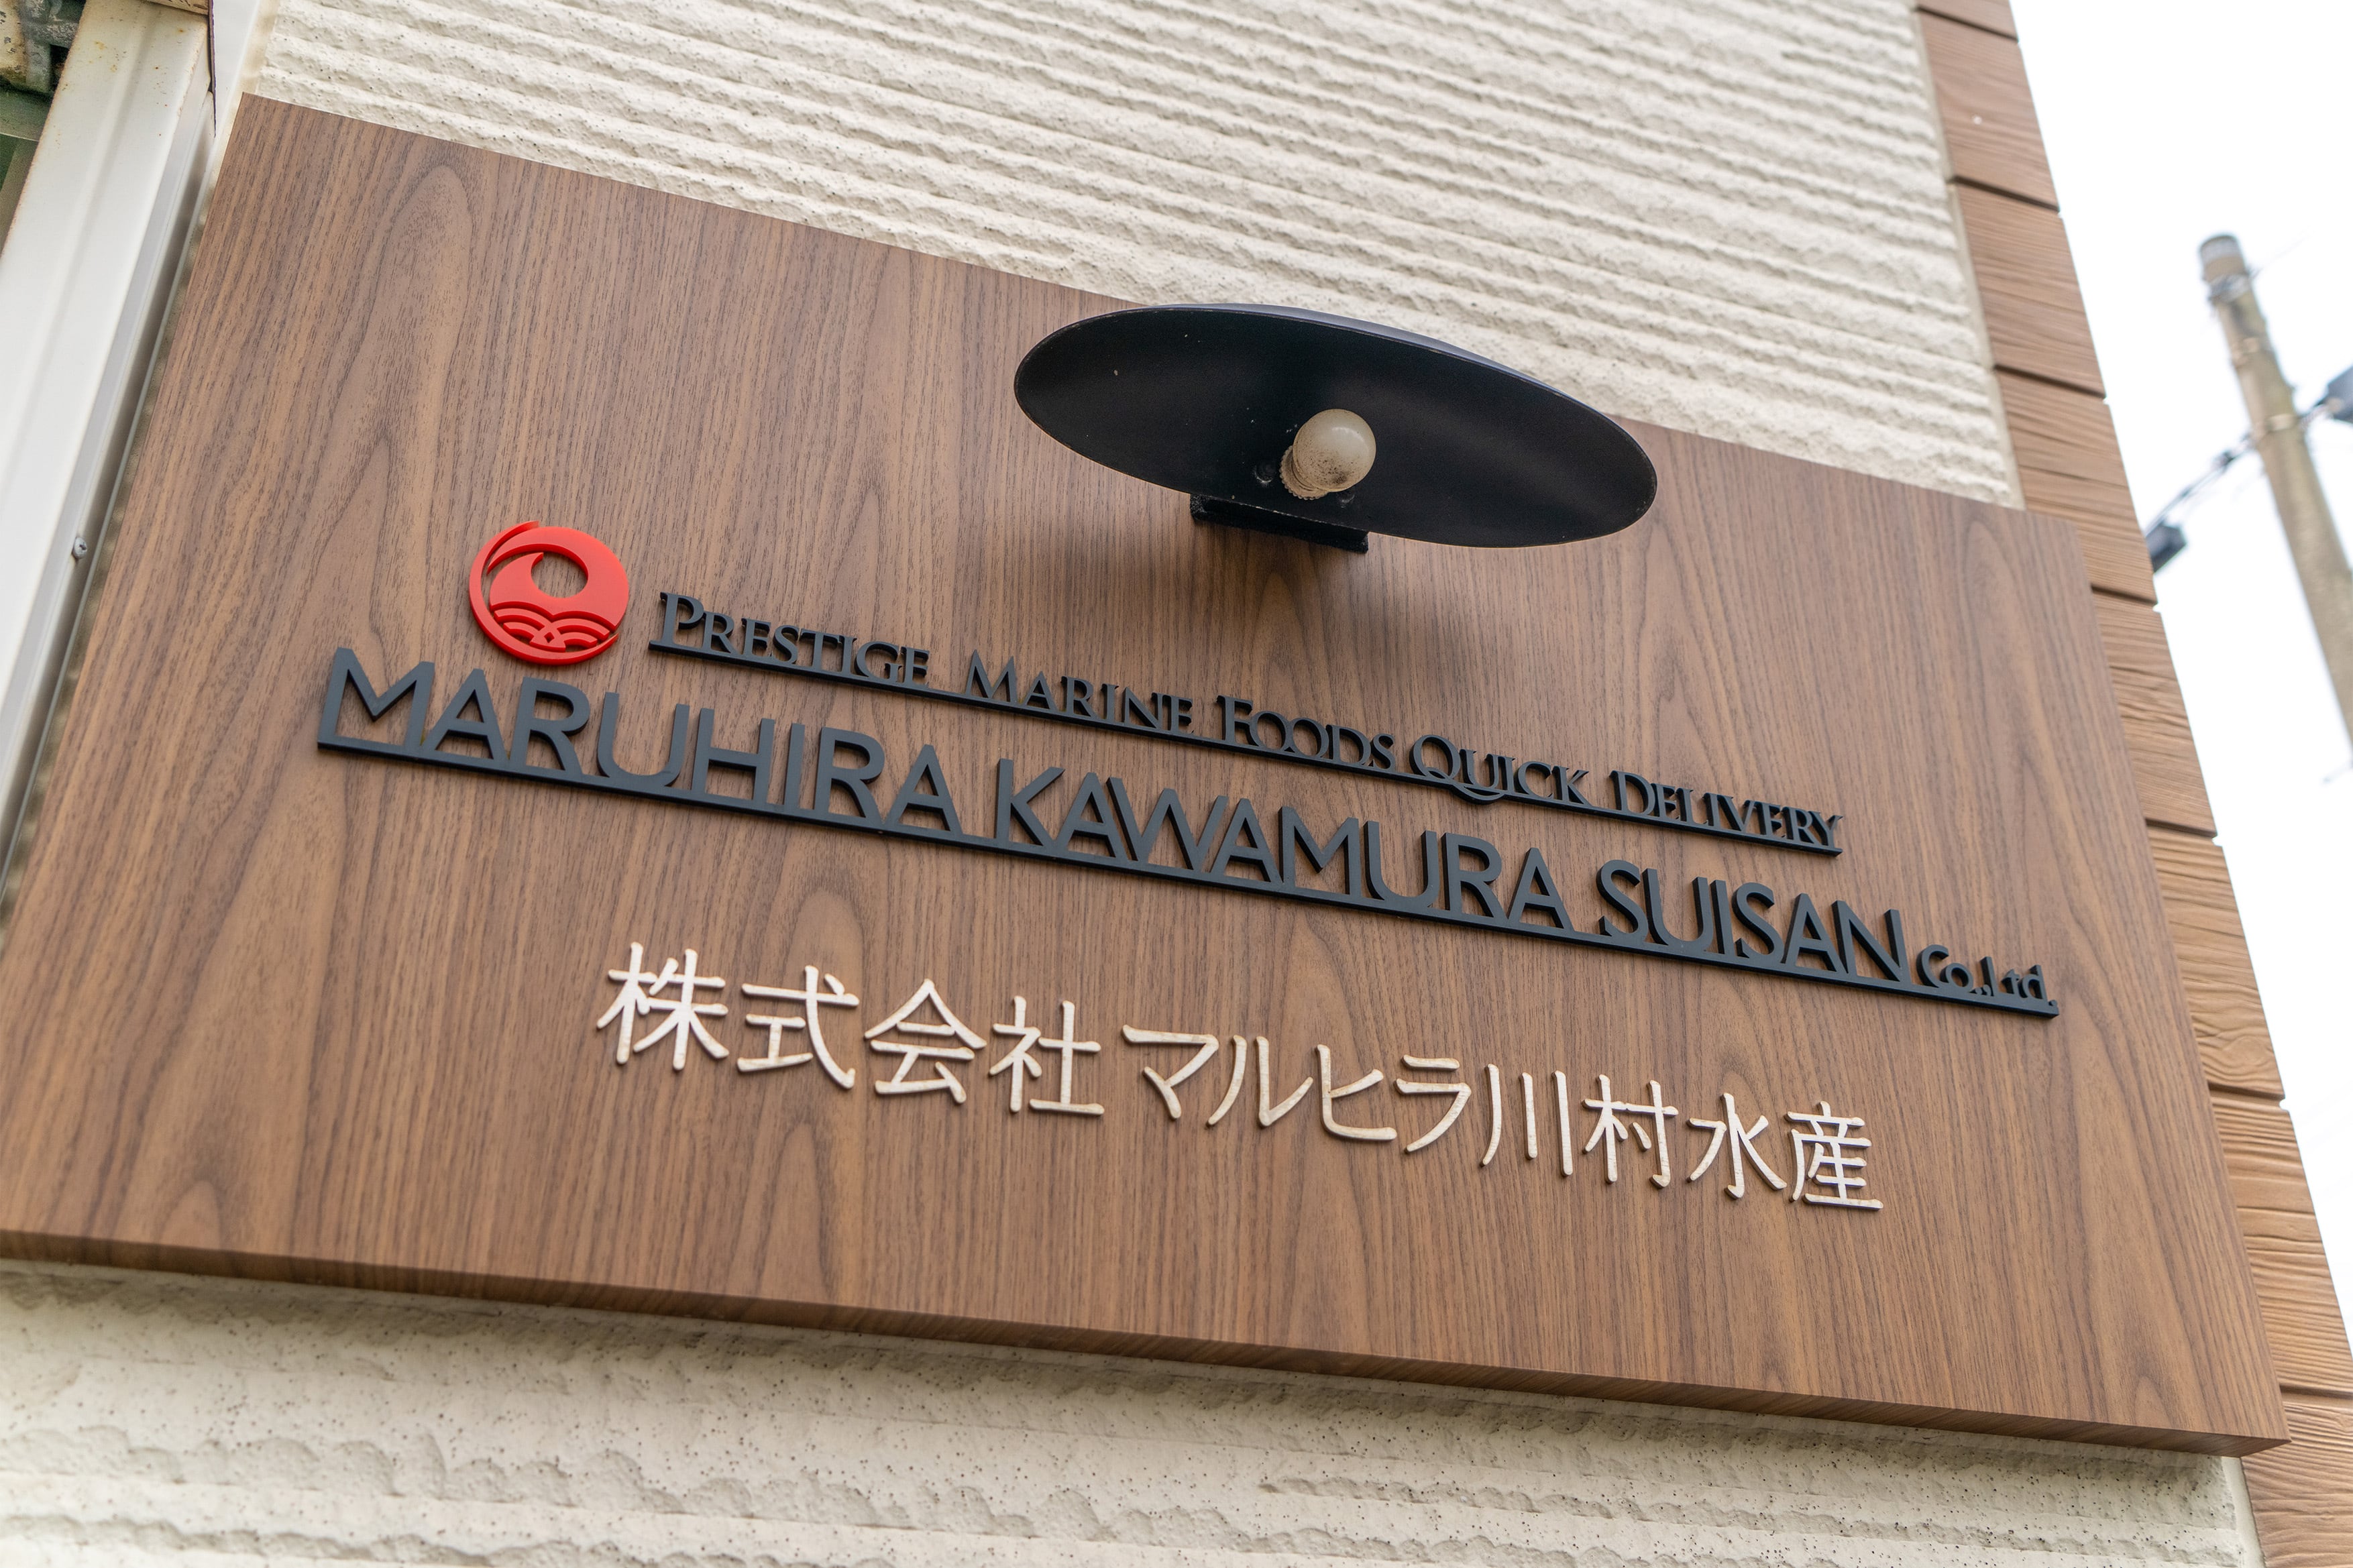 PRESTIGE MARINE FOODS QUICK DELIVERY
MARUHIRA KAWAMURA SUISAN Co.,Ltd.
株式会社マルヒラ川村水産